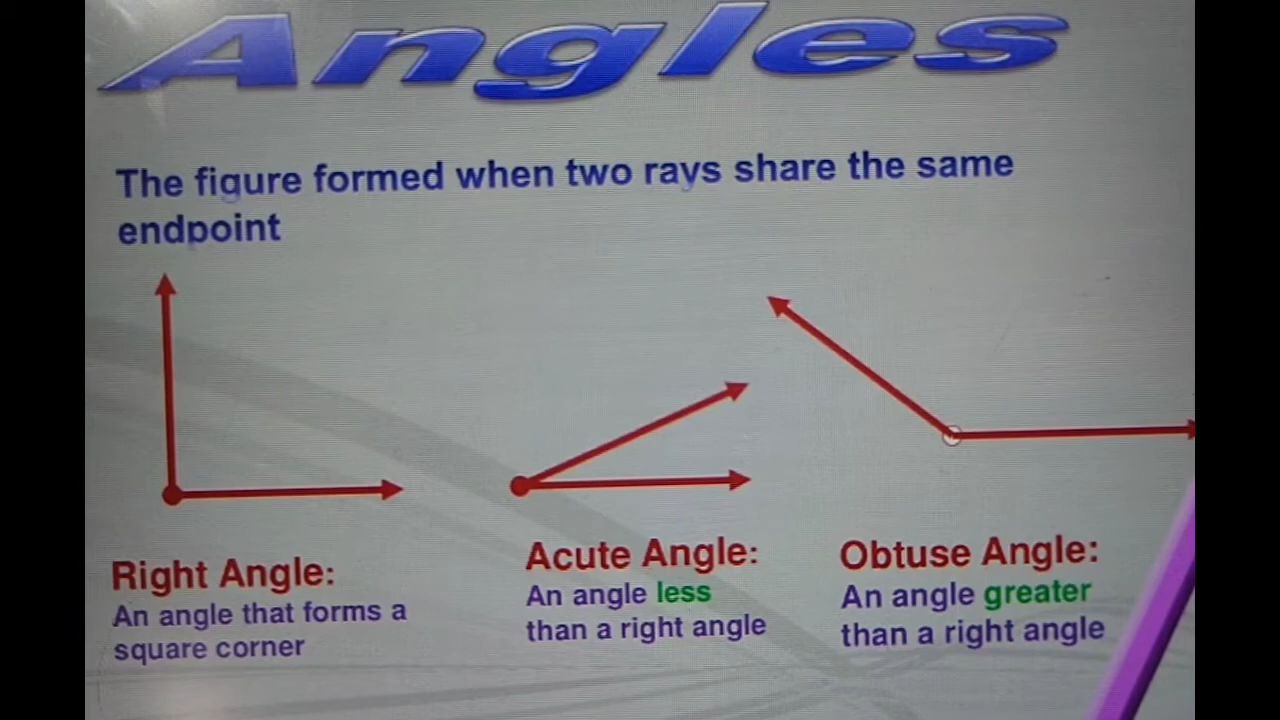 Angles
The figure formed when two rays share the same
endpoint
Right Angle:
An angle that forms a
square corner
Acute Angle:
An angle less
than a right angle
Obtuse Angle:
An angle greater
than a right angle